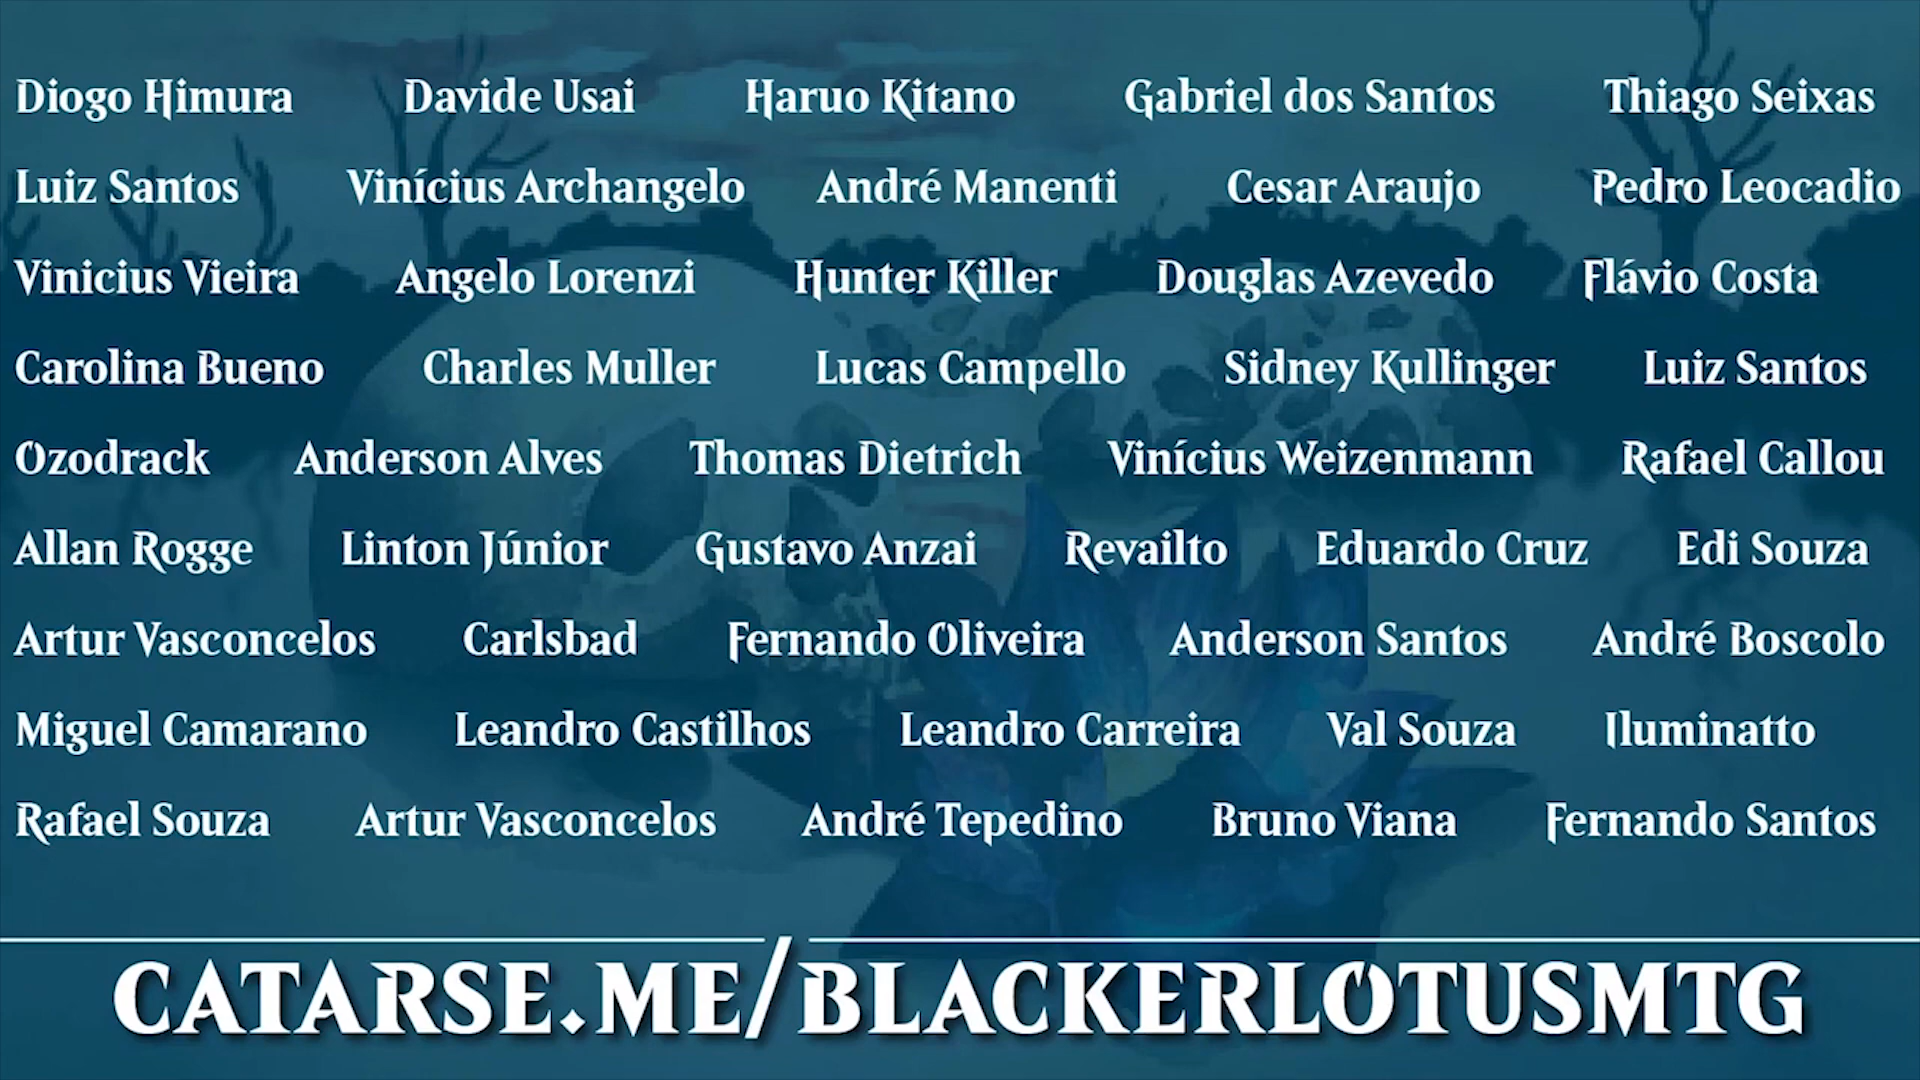 Diogo Himura Davide Usai Haruo Kitano Gabriel dos Santos Thiago Seixas
Luiz Santos Vinícius Archangelo André Manenti Cesar Araujo Pedro Leocadio
Vinicius Vieira Angelo Lorenzi Hunter Killer Douglas Azevedo Flávio Costa
Carolina Bueno Charles Muller Lucas Campello Sidney Kullinger Luiz Santos
Ozodrack Anderson Alves Thomas Dietrich Vinícius Weizenmann Rafael Callou
Allan Rogge Linton Júnior Gustavo Anzai Revailto Eduardo Cruz Edi Souza
Artur Vasconcelos Carlsbad Fernando Oliveira Anderson Santos André Boscolo
Miguel Camarano Leandro Castilhos Leandro Carreira Val Souza Iluminatto
Rafael Souza Artur Vasconcelos André Tepedino Bruno Viana Fernando Santos
CATARSE.ME/BLACKERLOTUSMTG